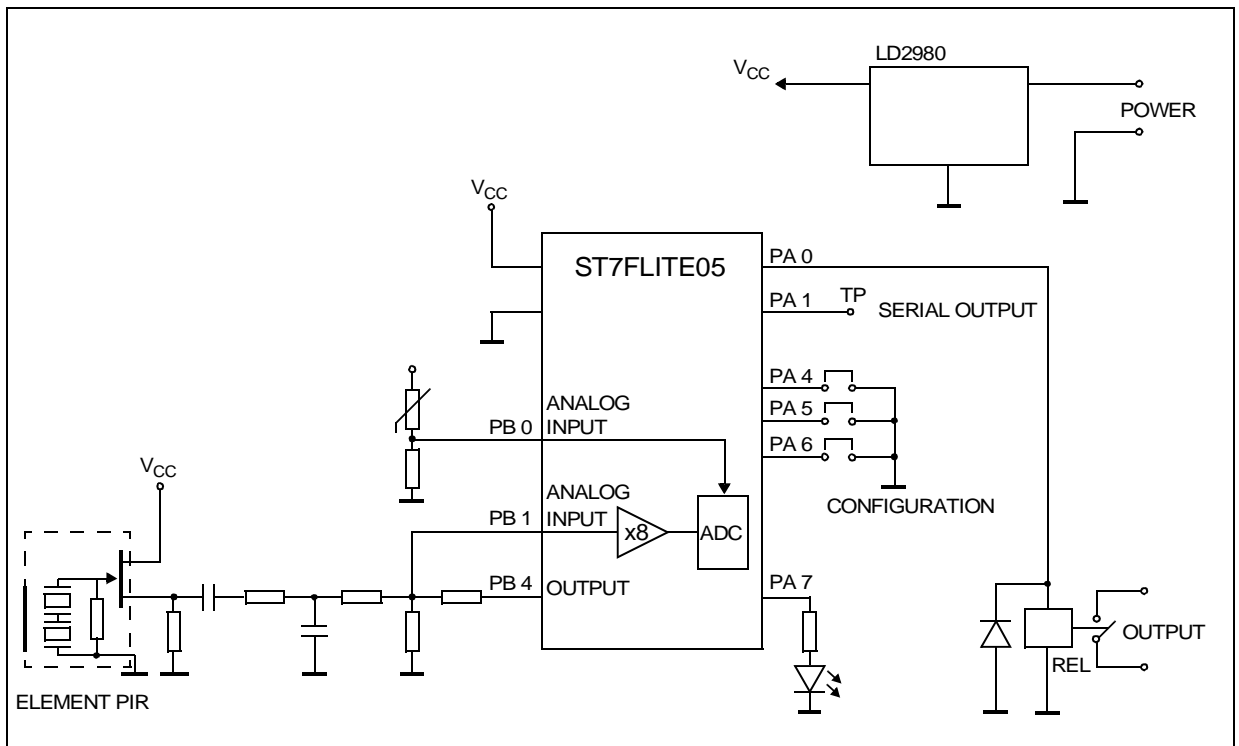 LD2980
VCC
POWER
VCC
ST7FLITE05
PA 0
PA 1
TP
SERIAL OUTPUT
PA 4
PA 5
PA 6
CONFIGURATION
ANALOG
PB 0
INPUT
VCC
ANALOG
PB 1
INPUT
x8
ADC
PB 4
OUTPUT
PA 7
OUTPUT
REL
ELEMENT PIR